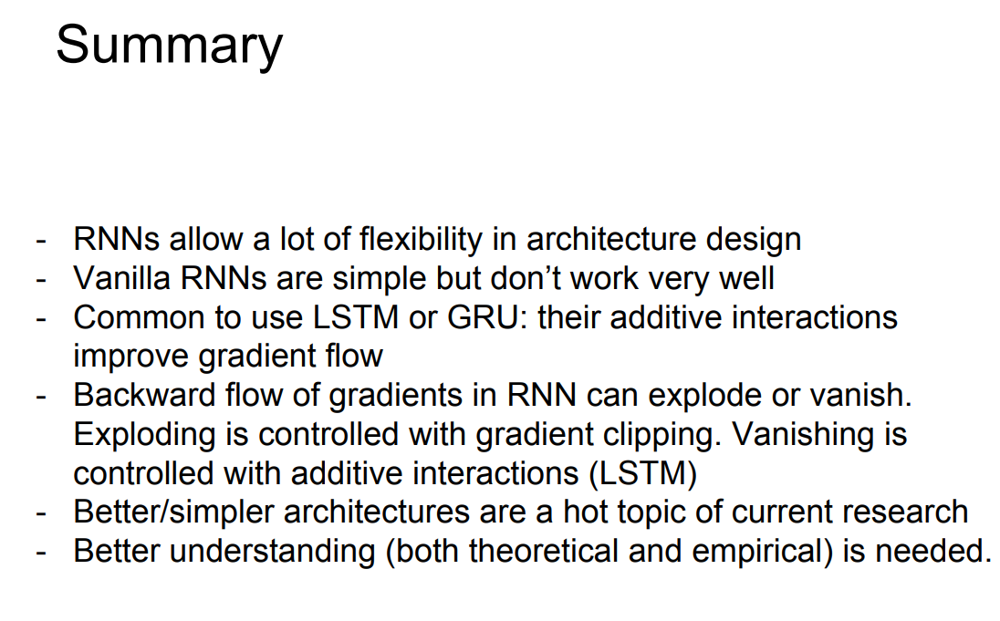 Summary
- RNNs allow a lot of flexibility in architecture design
- Vanilla RNNs are simple but don’t work very well
- Common to use LSTM or GRU: their additive interactions
improve gradient flow
- Backward flow of gradients in RNN can explode or vanish.
Exploding is controlled with gradient clipping. Vanishing is
controlled with additive interactions (LSTM)
- Better/simpler architectures are a hot topic of current research
- Better understanding (both theoretical and empirical) is needed.